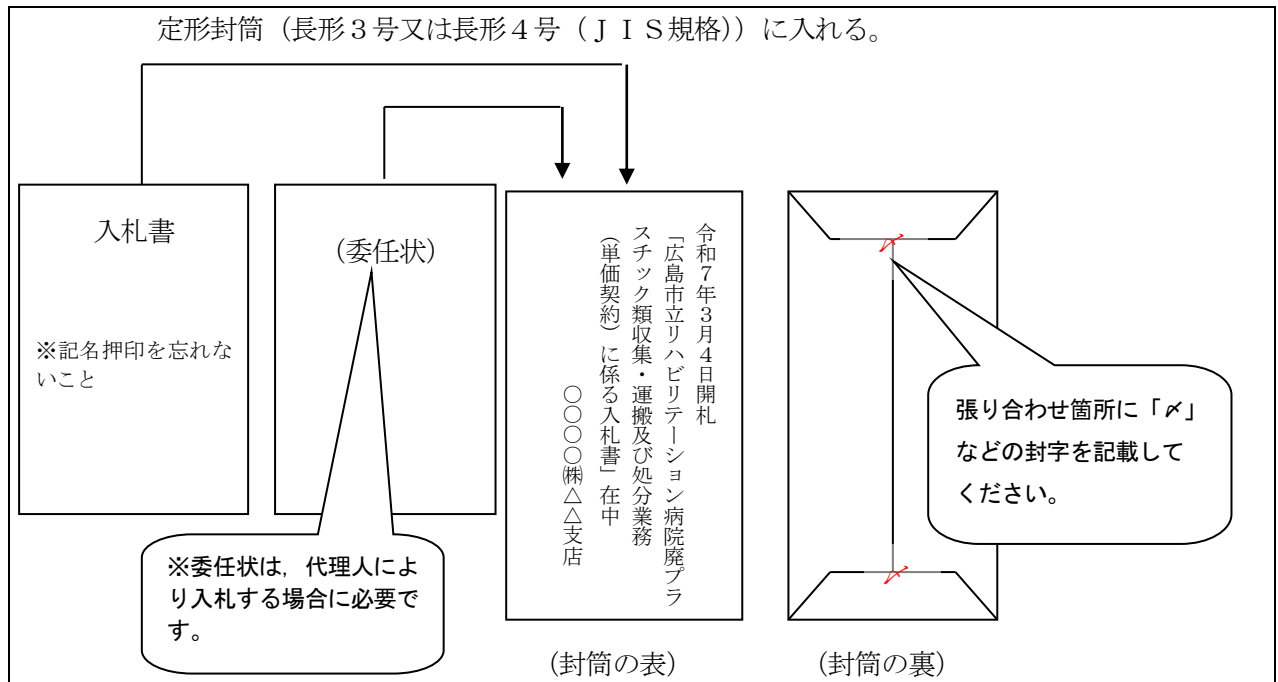 定形封筒（長形３号又は長形４号（ＪＩＳ規格））に入れる。
入札書
※記名押印を忘れな
いこと
（委任状）
※委任状は，代理人によ
り入札する場合に必要で
す。
令和７年３月４日開札
「広島市立リハビリテーション病院廃プラ
スチック類収集・運搬及び処分業務
（単価契約）に係る入札書」在中
○○○○㈱△△支店
〆
〆
張り合わせ箇所に「〆」
などの封字を記載して
ください。
（封筒の表）
（封筒の裏）